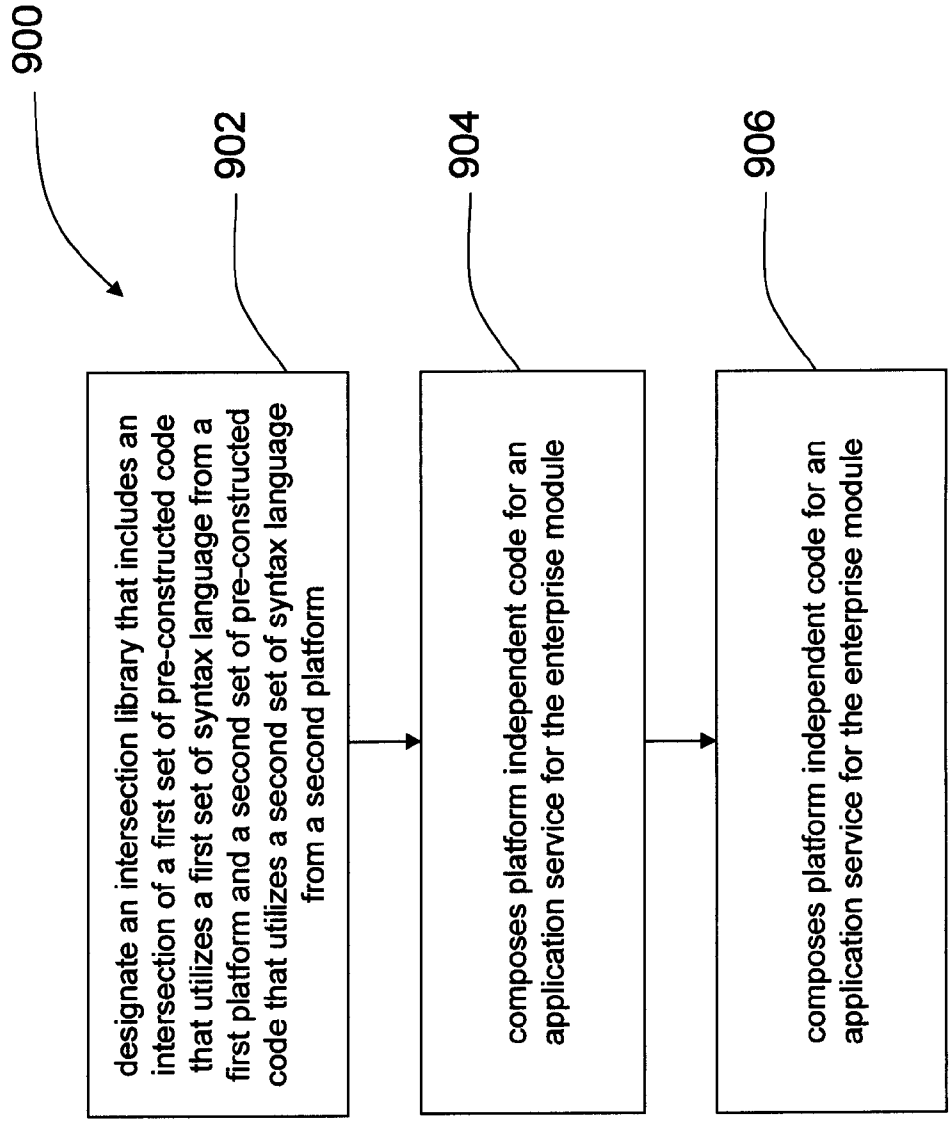 900
designate an intersection library that includes an
intersection of a first set of pre-constructed code
that utilizes a first set of syntax language from a
first platform and a second set of pre-constructed
code that utilizes a second set of syntax language
from a second platform
902
composes platform independent code for an
application service for the enterprise module
904
composes platform independent code for an
application service for the enterprise module
906